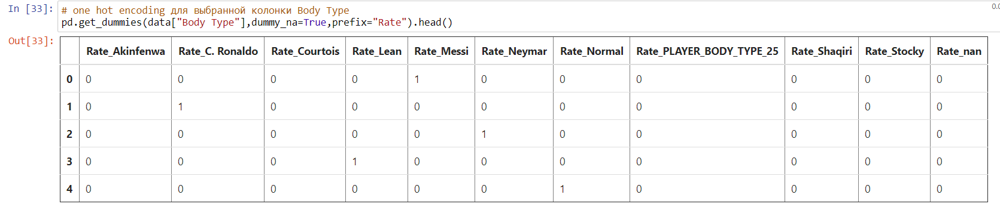 In [33]: # one hot encoding для выбранной колонки Body Type
pd.get_dummies(data["Body Type"],dummy_na=True,prefix="Rate").head()
Out[33]:
Rate_Akinfenwa Rate_C. Ronaldo Rate_Courtois Rate_Lean Rate_Messi Rate_Neymar Rate_Normal Rate_PLAYER_BODY_TYPE_25 Rate_Shaqiri Rate_Stocky Rate_nan
0 0 0 0 0 1 0 0 0 0 0 0
1 0 1 0 0 0 0 0 0 0 0 0
2 0 0 0 0 0 1 0 0 0 0 0
3 0 0 0 1 0 0 0 0 0 0 0
4 0 0 0 0 0 0 1 0 0 0 0